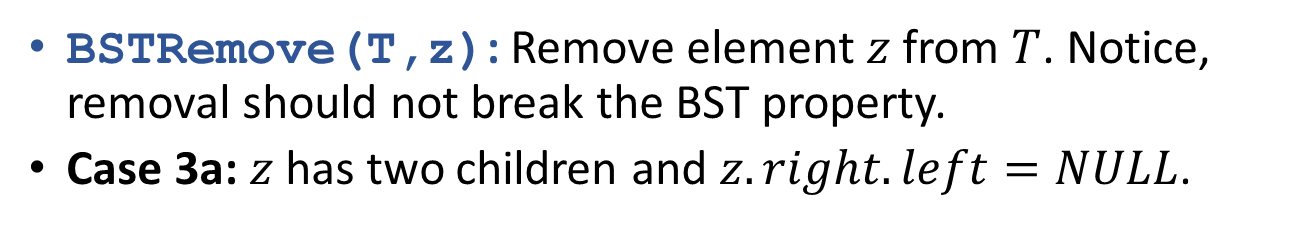 • BSTRemove(T,z): Remove element z from T. Notice,
removal should not break the BST property.
• Case 3a: z has two children and z.right.left = NULL.